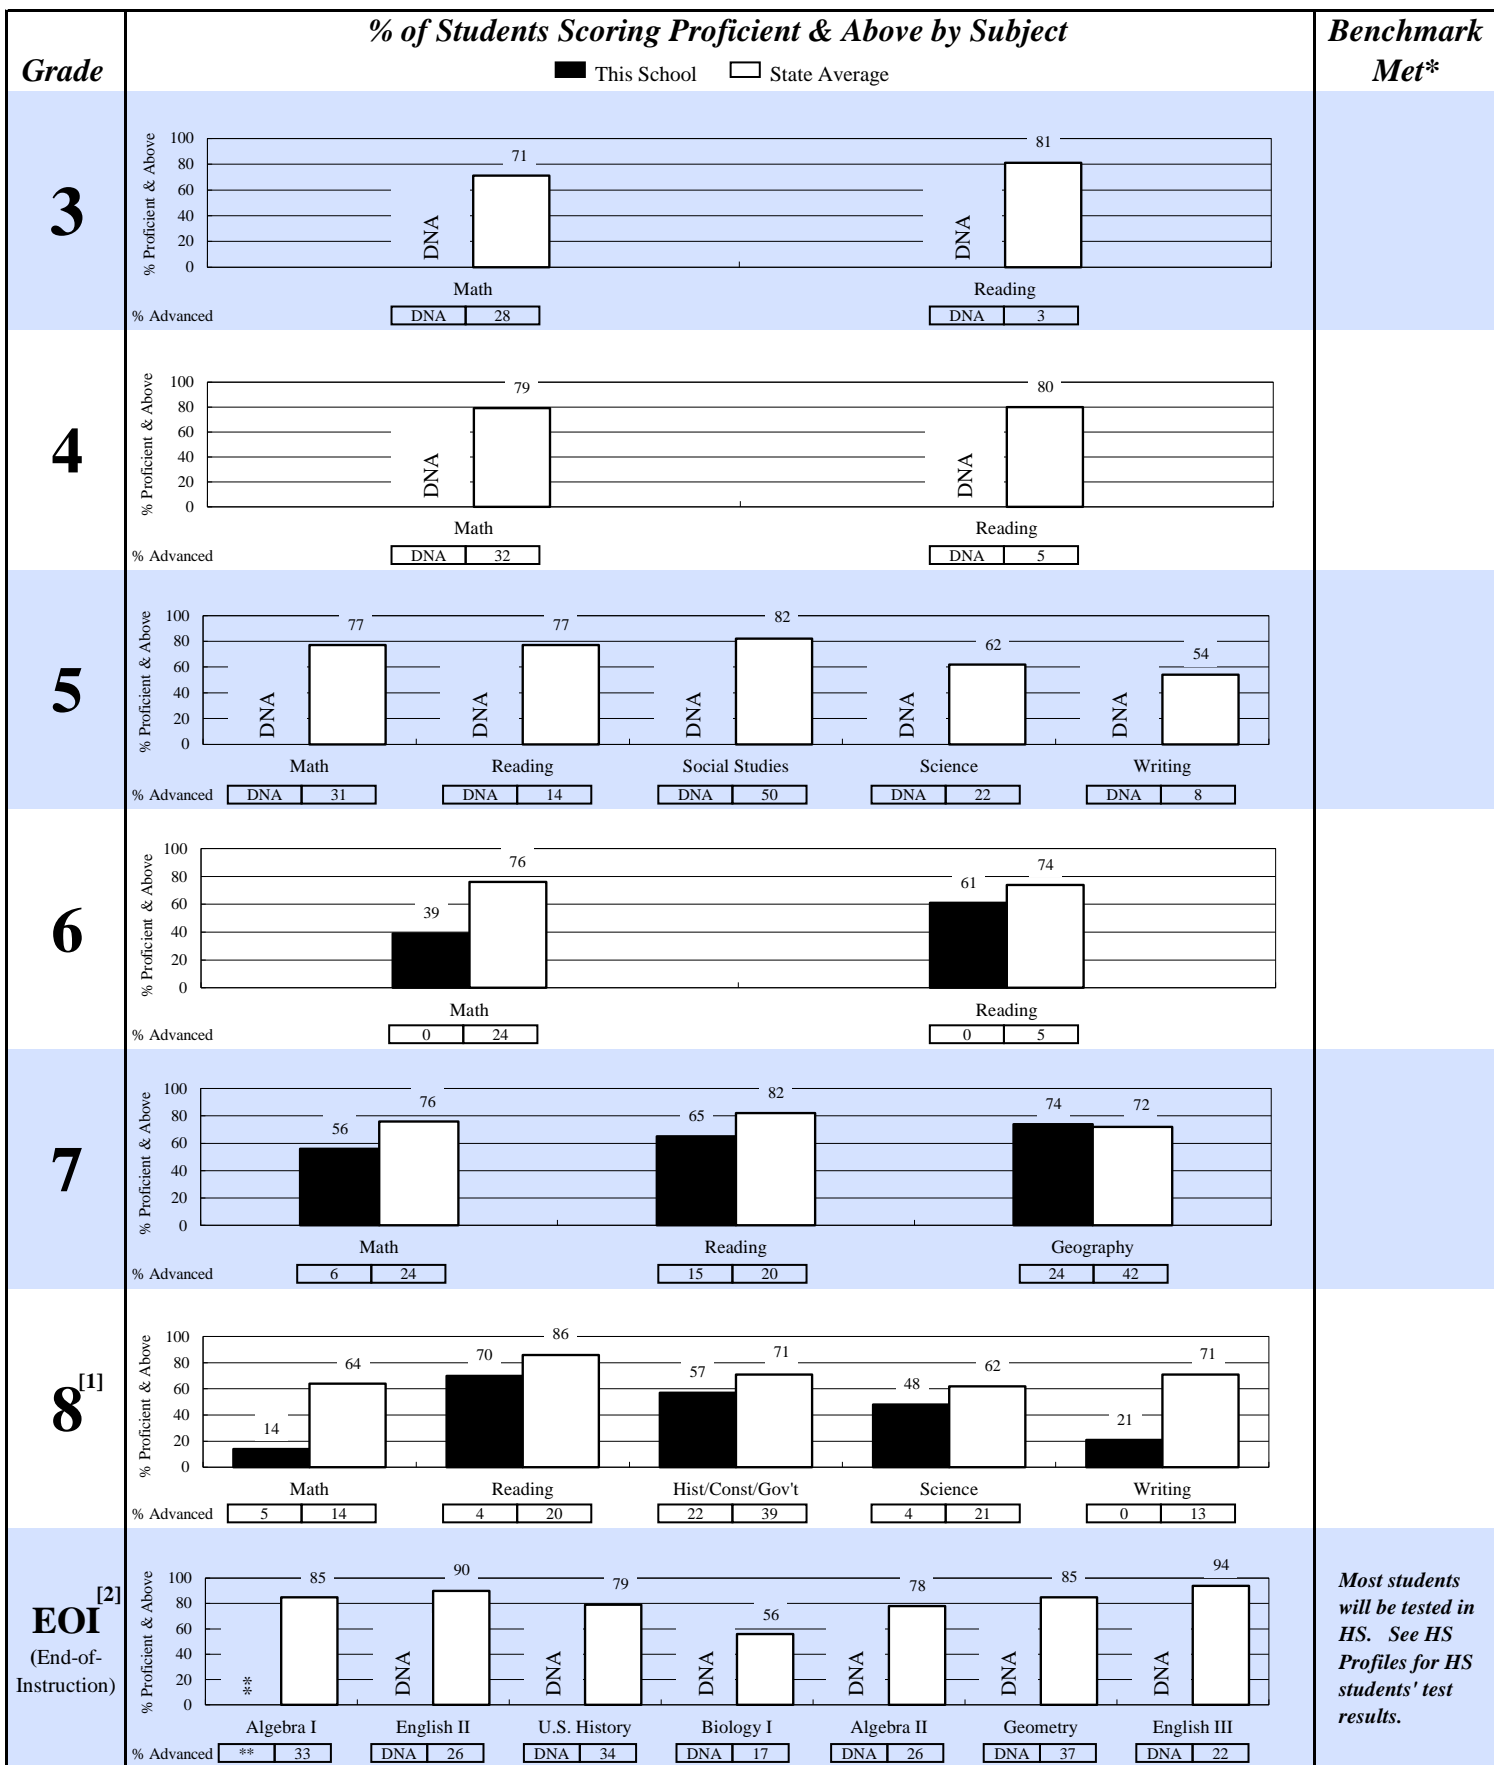 % of Students Scoring Proficient & Above by Subject
Benchmark
Met*
Grade
This School State Average
3
% Proficient & Above
100
80
60
40
20
0
DNA 71
DNA 81
Math Reading
% Advanced DNA 28 DNA 3
4
% Proficient & Above
100
80
60
40
20
0
DNA 79
DNA 80
Math Reading
% Advanced DNA 32 DNA 5
5
% Proficient & Above
100
80
60
40
20
0
DNA 77
DNA 77
DNA 82
DNA 62
DNA 54
Math Reading Social Studies Science Writing
% Advanced DNA 31 DNA 14 DNA 50 DNA 22 DNA 8
6
% Proficient & Above
100
80
60
40
20
0
39 76
61 74
Math Reading
% Advanced 0 24 0 5
7
% Proficient & Above
100
80
60
40
20
0
56 76
65 82
74 72
Math Reading Geography
% Advanced 6 24 15 20 24 42
8[1]
% Proficient & Above
100
80
60
40
20
0
14 64
70 86
57 71
48 62
21 71
Math Reading Hist/Const/Gov't Science Writing
% Advanced 5 14 4 20 22 39 4 21 0 13
EOI[2]
(End-of-
Instruction)
% Proficient & Above
100
80
60
40
20
0
** 85
DNA 90
DNA 79
DNA 56
DNA 78
DNA 85
DNA 94
Algebra I English II U.S. History Biology I Algebra II Geometry English III
% Advanced ** 33 DNA 26 DNA 34 DNA 17 DNA 26 DNA 37 DNA 22
Most students
will be tested in
HS. See HS
Profiles for HS
students' test
results.